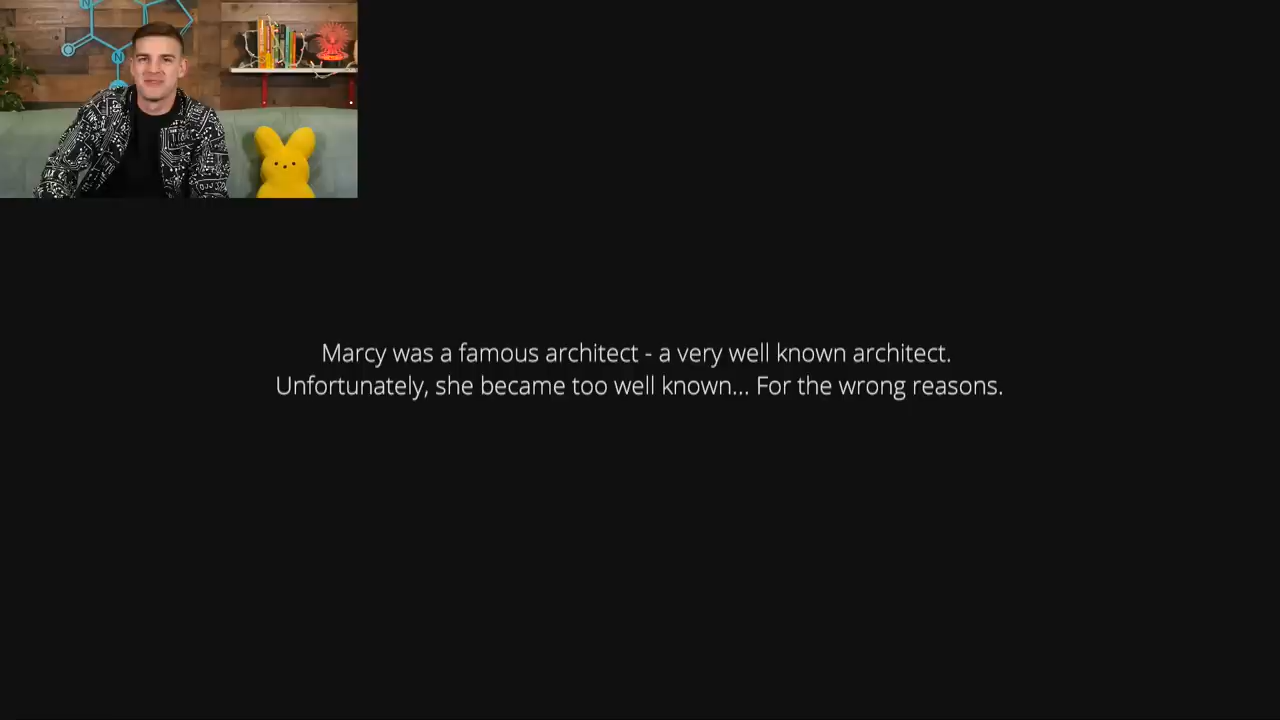 N
N
Marcy was a famous architect - a very well known architect.
Unfortunately, she became too well known... For the wrong reasons.